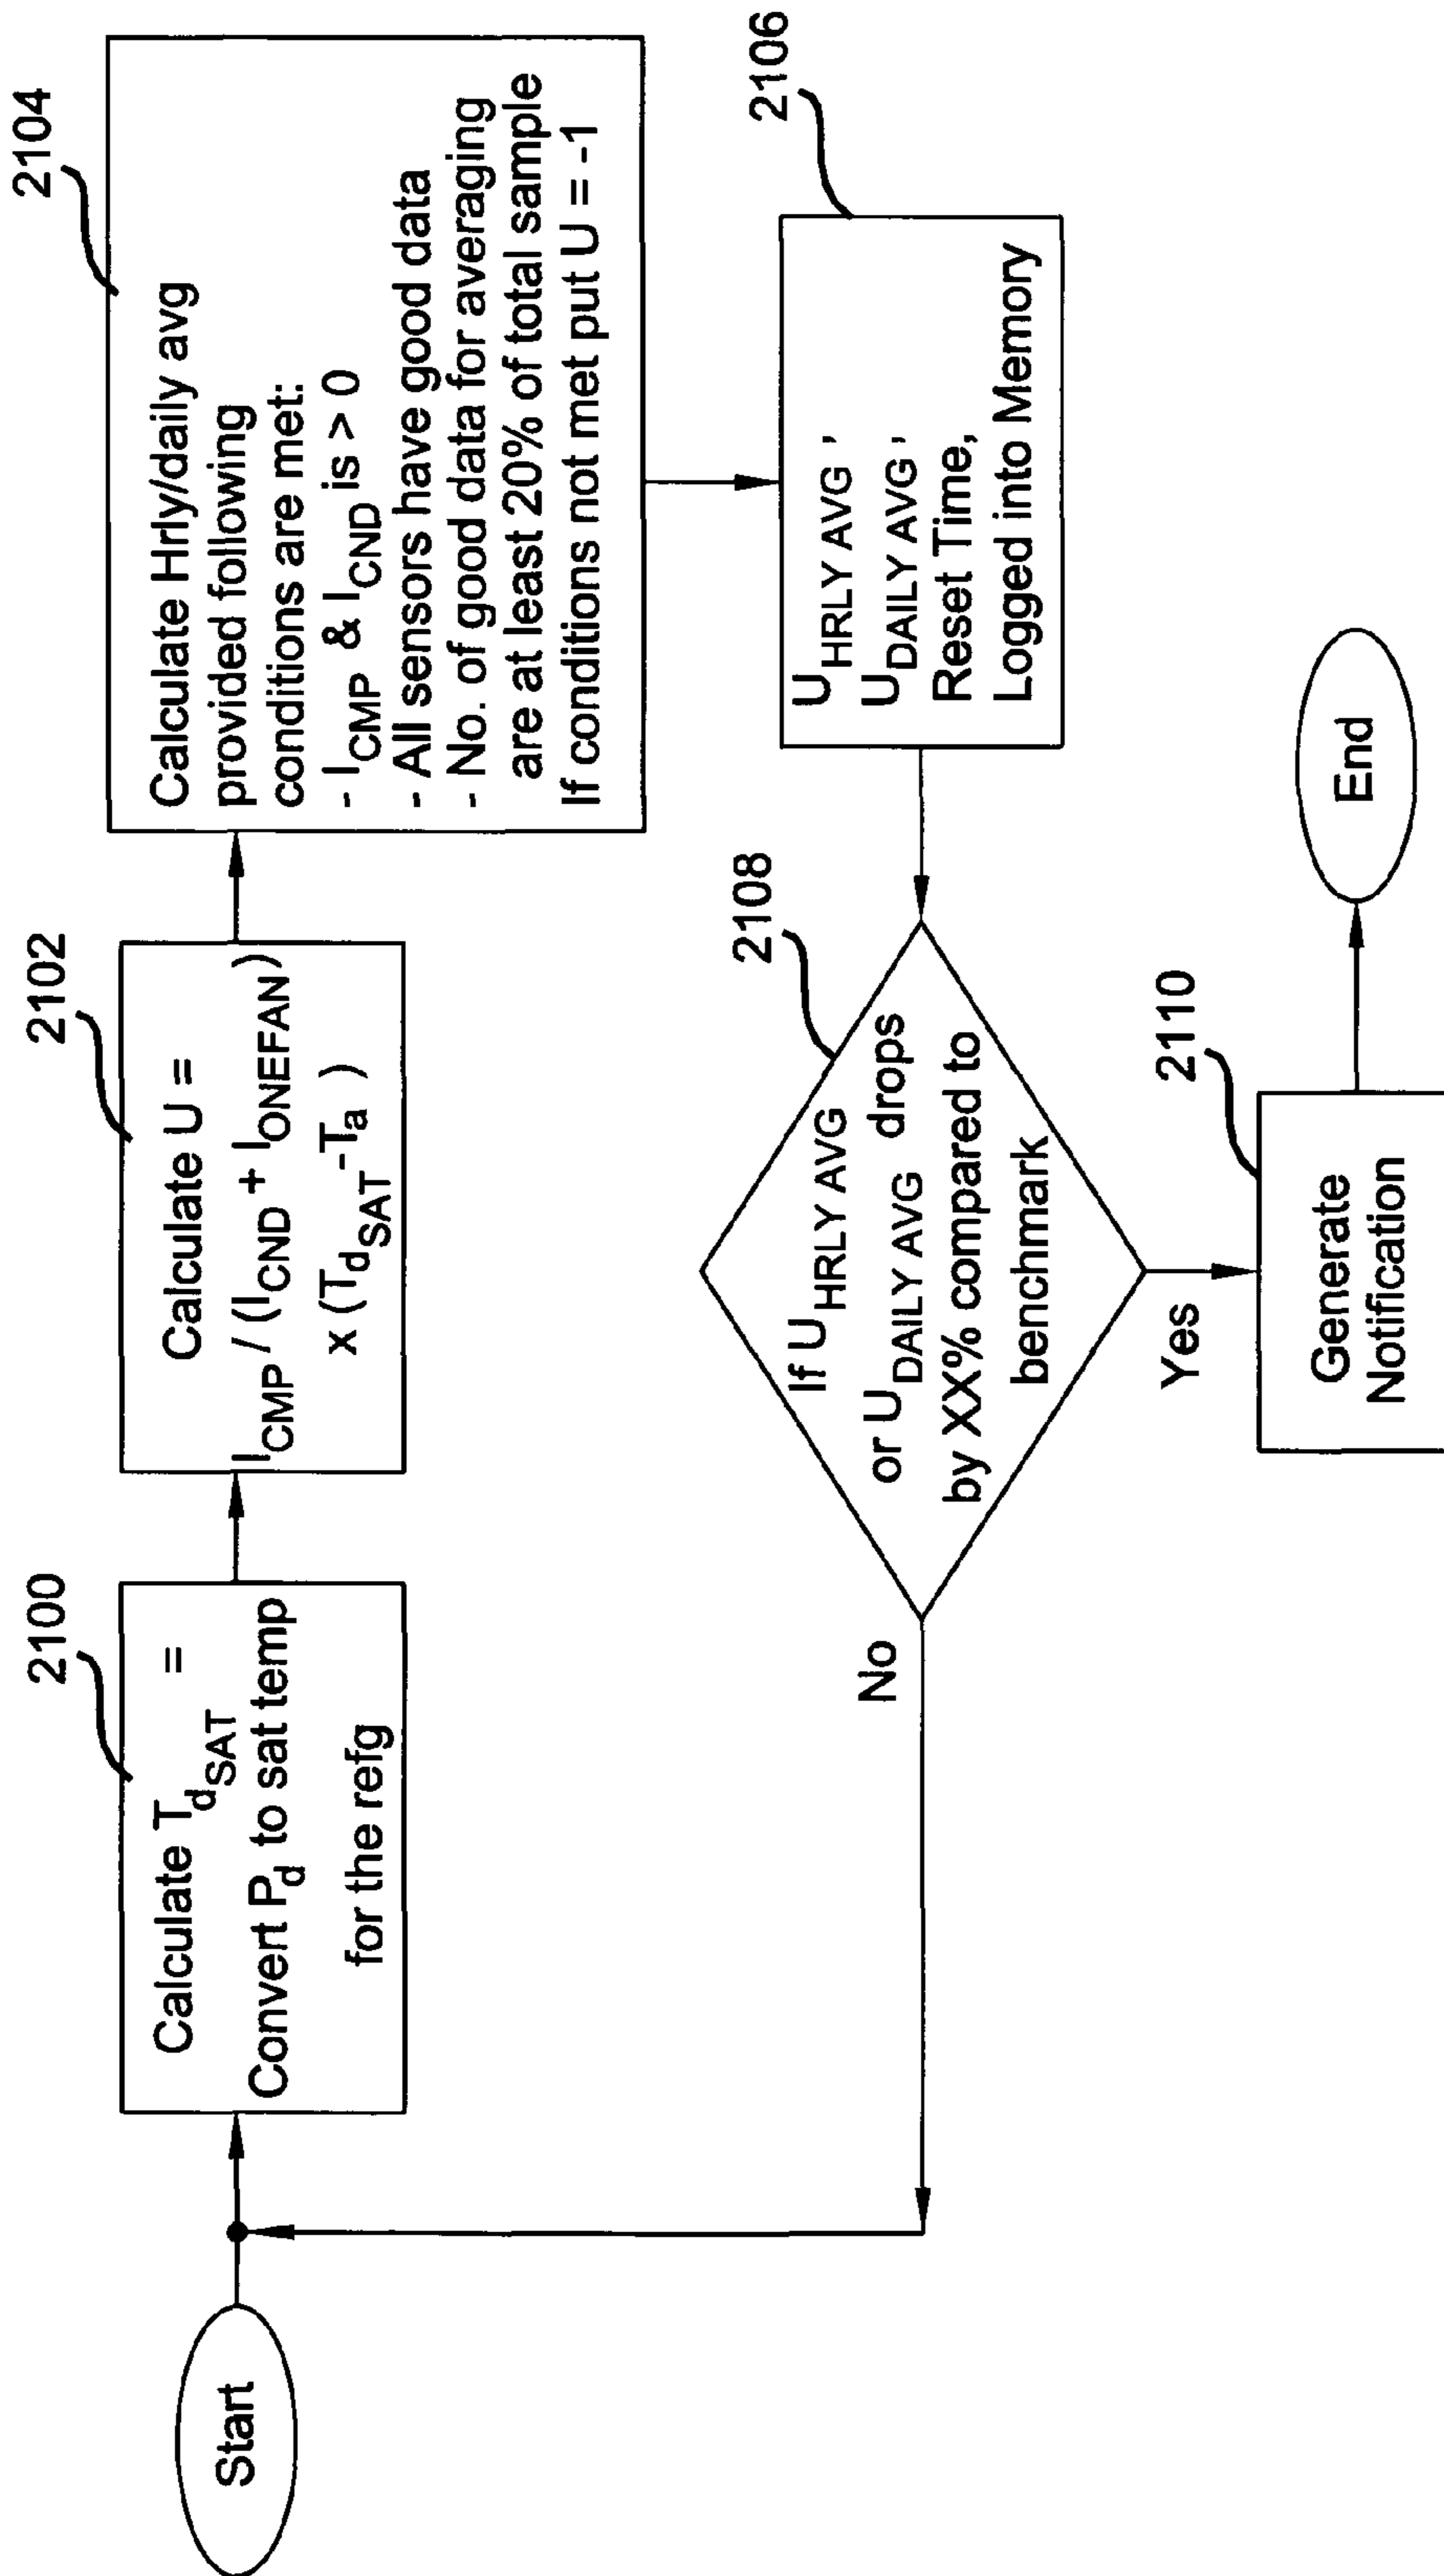 Start
2100
Calculate T_dSAT =
Convert P_d to sat temp
for the refg
2102
Calculate U =
I_CMP / (I_CND + I_ONEFAN)
x (T_dSAT - T_a )
2104
Calculate Hrly/daily avg
provided following
conditions are met:
- I_CMP & I_CND is > 0
- All sensors have good data
- No. of good data for averaging
are at least 20% of total sample
If conditions not met put U = -1
2106
U_HRLY AVG ,
U_DAILY AVG,
Reset Time,
Logged into Memory
2108
If U_HRLY AVG
or U_DAILY AVG drops
by XX% compared to
benchmark
No
Yes
2110
Generate
Notification
End